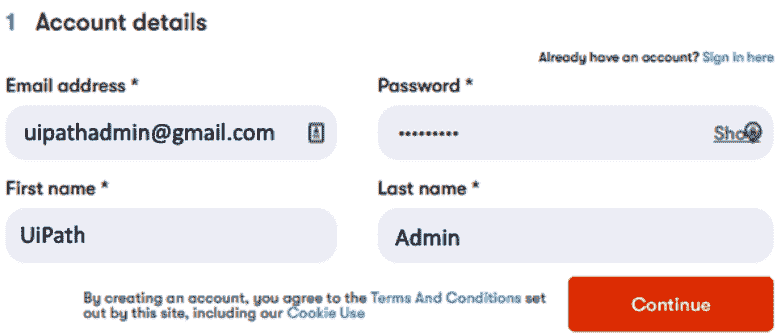 1 Account details
Already have an account? Sign in here
Email address *
Password *
uipathadmin@gmail.com
••••••••• Show
First name *
Last name *
UiPath
Admin
By creating an account, you agree to the Terms And Conditions set
out by this site, including our Cookie Use
Continue